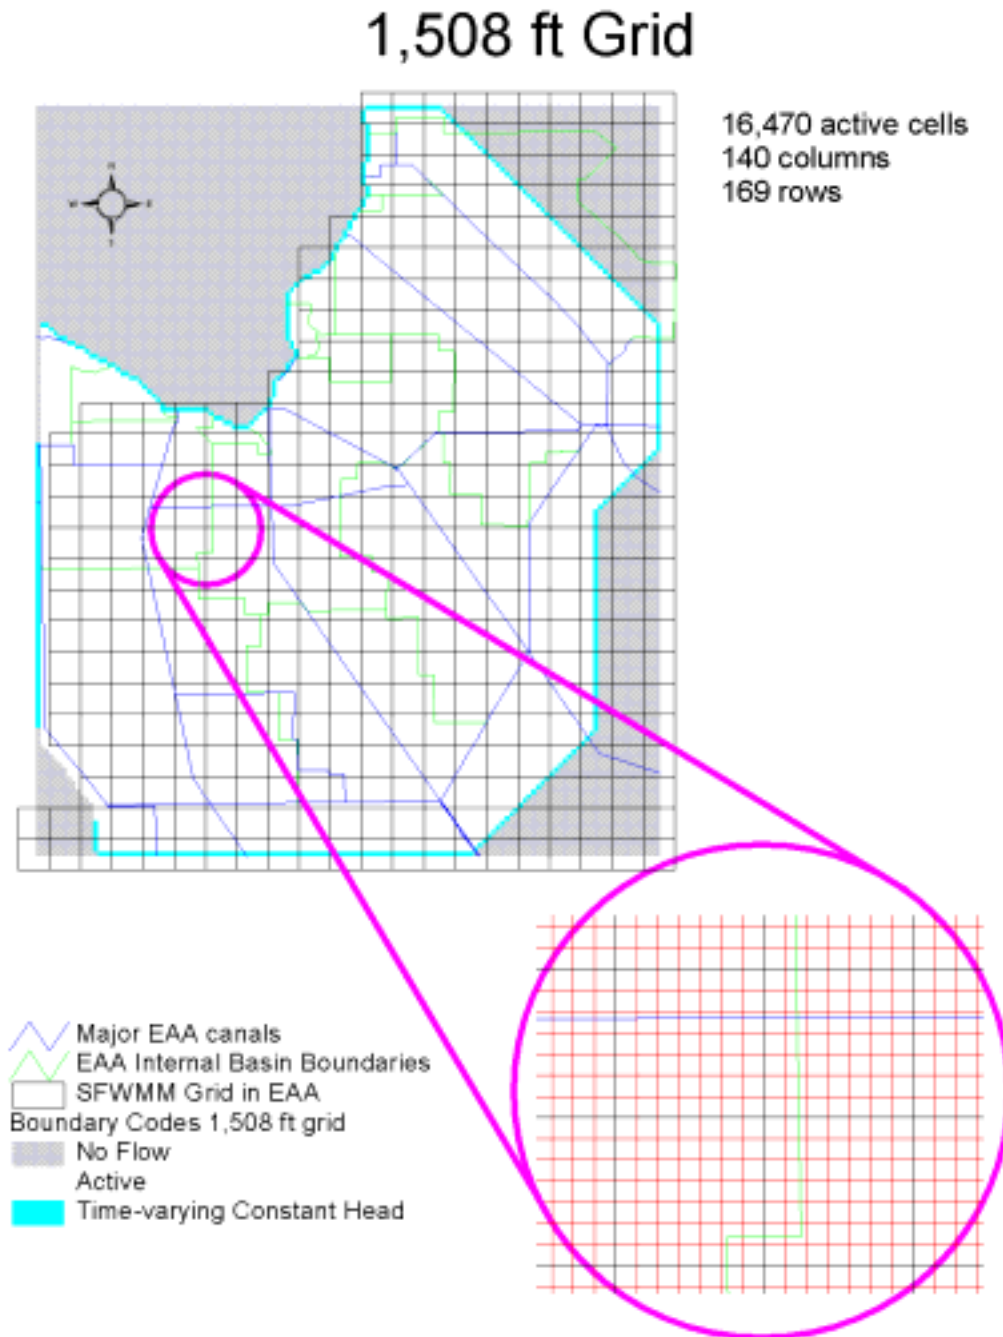 1,508 ft Grid
16,470 active cells
140 columns
169 rows
N
W
Major EAA canals
EAA Internal Basin Boundaries
SFWMM Grid in EAA
Boundary Codes 1,508 ft grid
No Flow
Active
Time-varying Constant Head